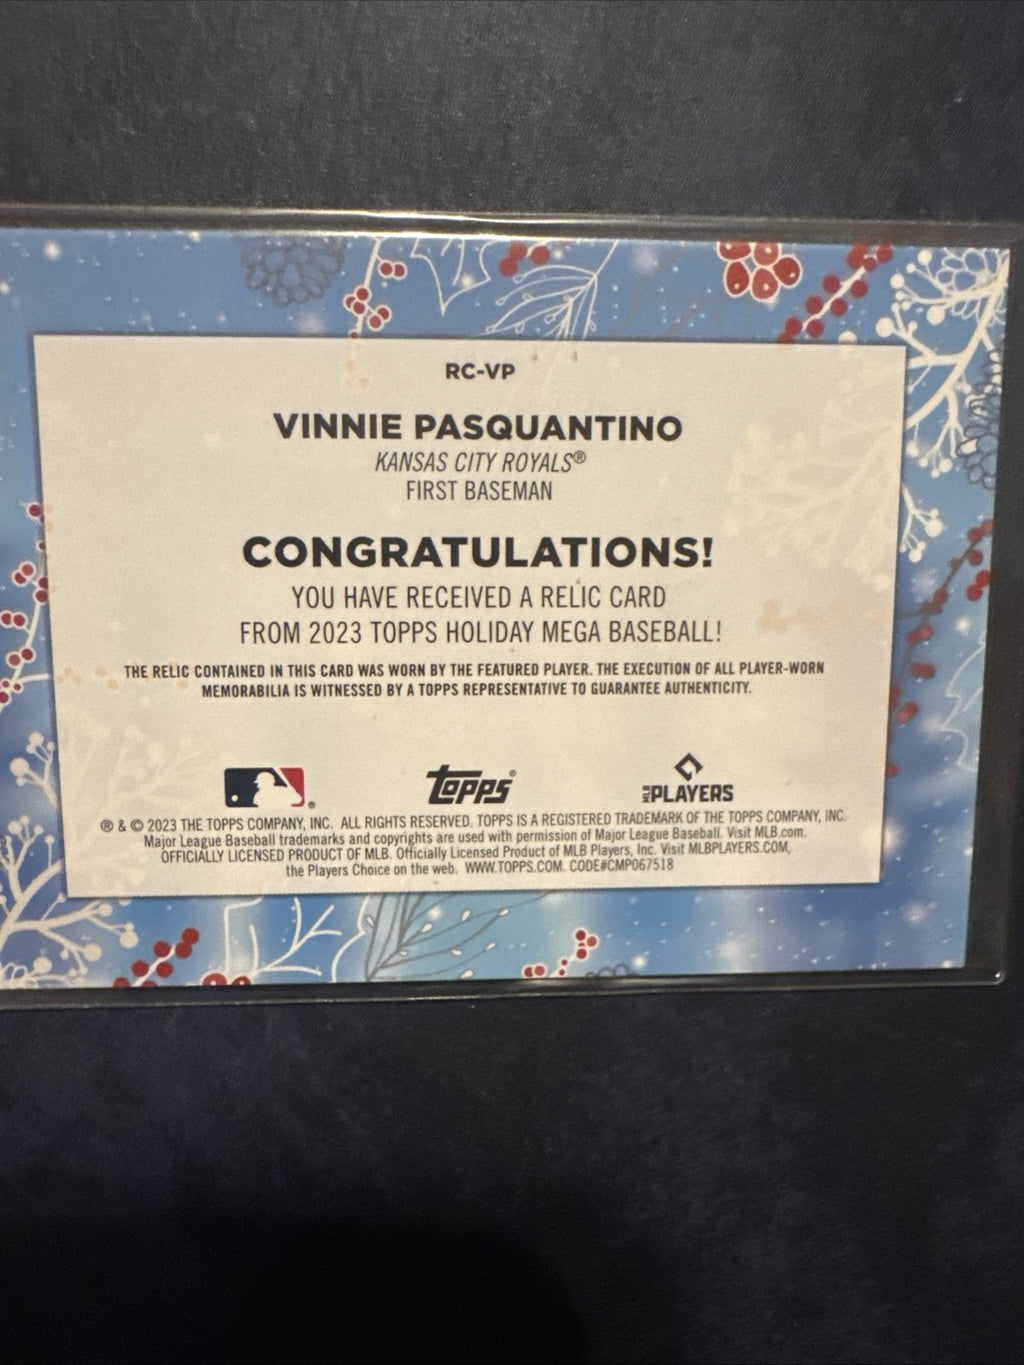 RC-VP
VINNIE PASQUANTINO
KANSAS CITY ROYALS®
FIRST BASEMAN
CONGRATULATIONS!
YOU HAVE RECEIVED A RELIC CARD
FROM 2023 TOPPS HOLIDAY MEGA BASEBALL!
THE RELIC CONTAINED IN THIS CARD WAS WORN BY THE FEATURED PLAYER. THE EXECUTION OF ALL PLAYER-WORN
MEMORABILIA IS WITNESSED BY A TOPPS REPRESENTATIVE TO GUARANTEE AUTHENTICITY.
® topps® MLB PLAYERS
® & © 2023 THE TOPPS COMPANY, INC. ALL RIGHTS RESERVED. TOPPS IS A REGISTERED TRADEMARK OF THE TOPPS COMPANY, INC.
Major League Baseball trademarks and copyrights are used with permission of Major League Baseball. Visit MLB.com.
OFFICIALLY LICENSED PRODUCT OF MLB. Officially Licensed Product of MLB Players, Inc. Visit MLBPLAYERS.COM,
the Players Choice on the web. WWW.TOPPS.COM. CODE#CMP067518